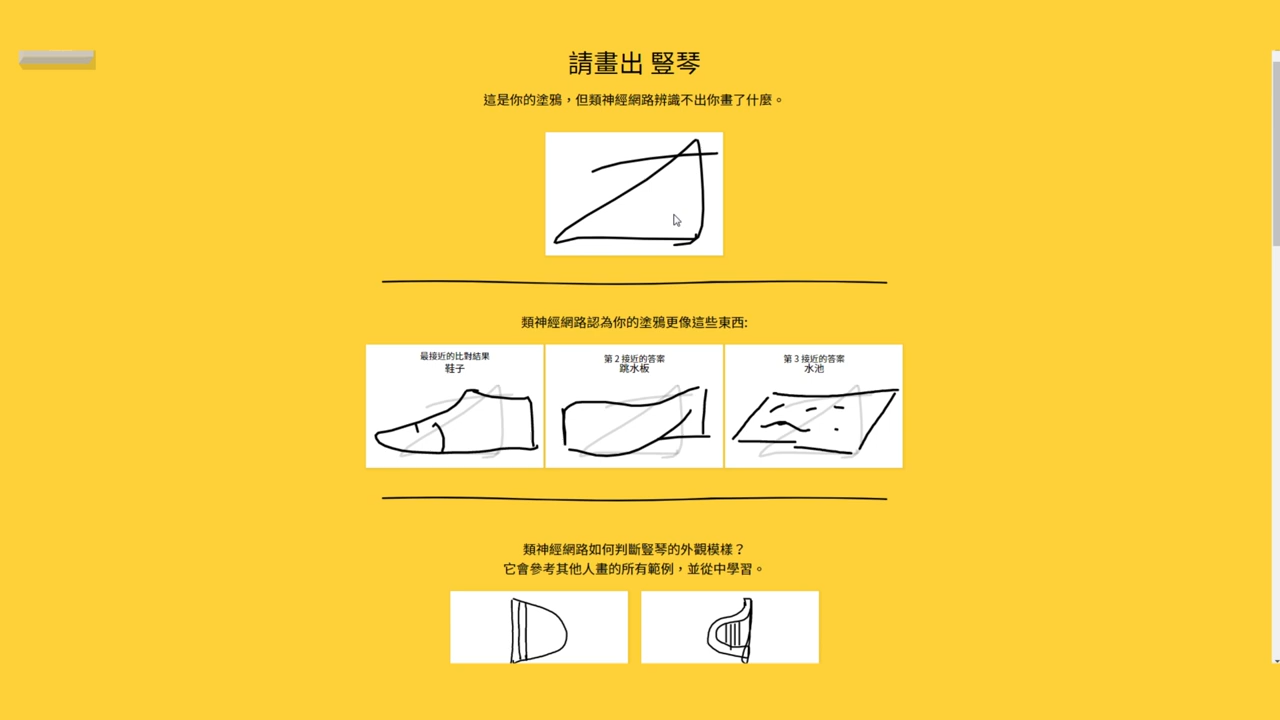 請畫出 豎琴
這是你的塗鴉，但類神經網路辨識不出你畫了什麼。
類神經網路認為你的塗鴉更像這些東西:
最接近的比對結果
鞋子
第 2 接近的答案
跳水板
第 3 接近的答案
水池
類神經網路如何判斷豎琴的外觀模樣？
它會參考其他人畫的所有範例，並從中學習。